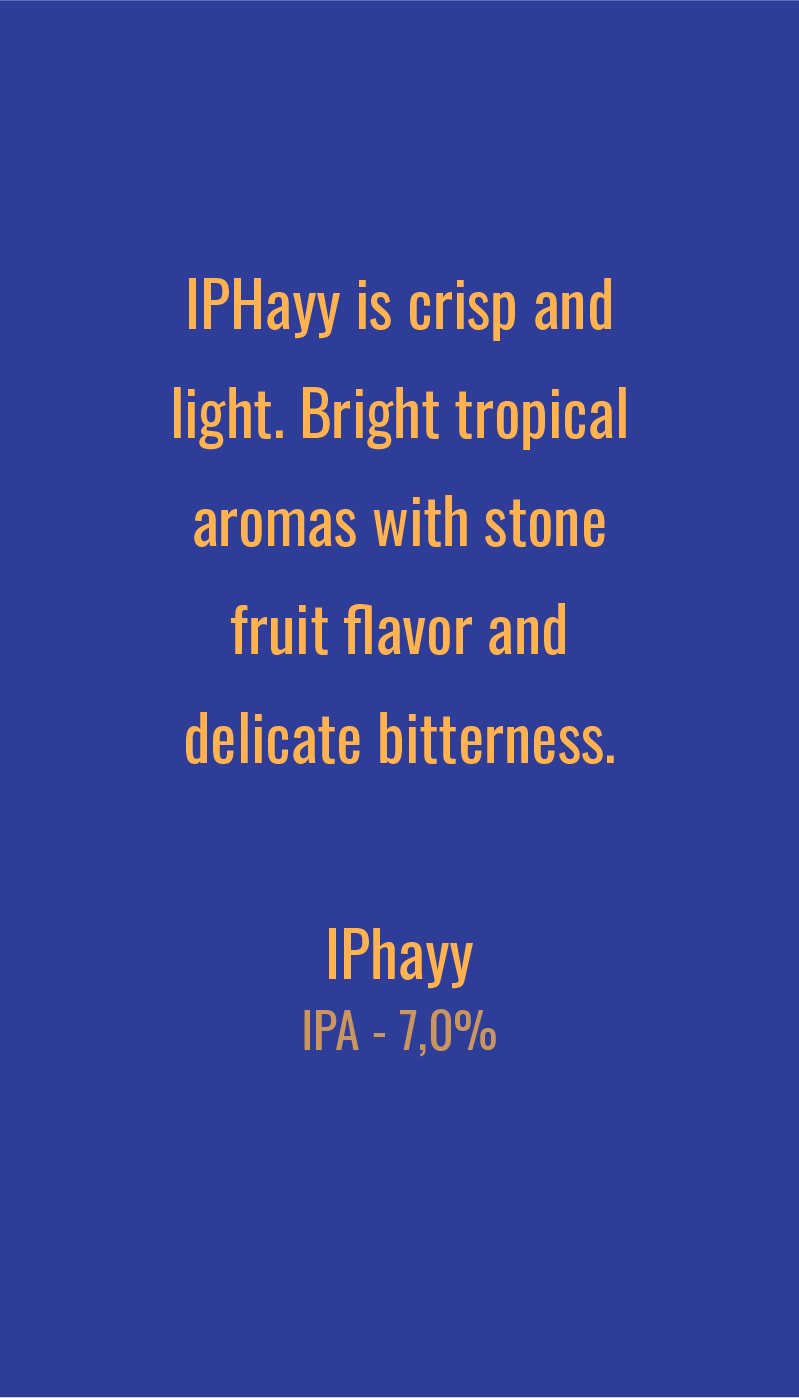 IPHayy is crisp and
light. Bright tropical
aromas with stone
fruit flavor and
delicate bitterness.
IPhayy
IPA - 7,0%